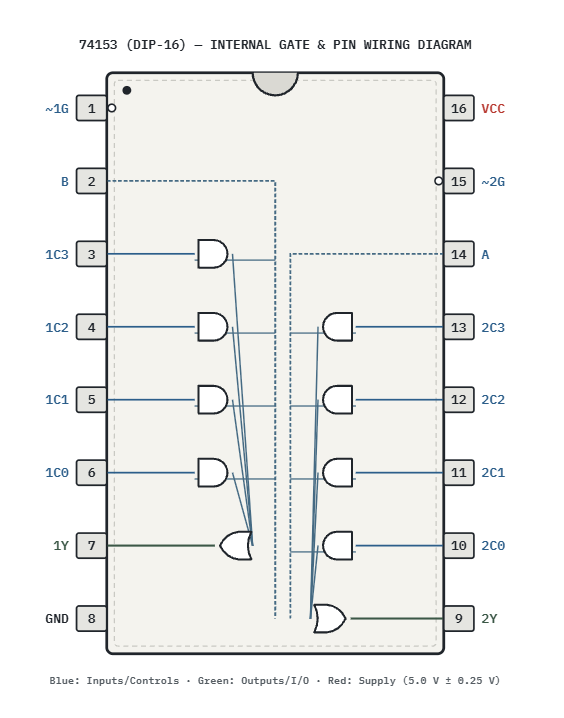 74153 (DIP-16) — INTERNAL GATE & PIN WIRING DIAGRAM
~1G 1 16 VCC
B 2 15 ~2G
1C3 3 14 A
1C2 4 13 2C3
1C1 5 12 2C2
1C0 6 11 2C1
1Y 7 10 2C0
GND 8 9 2Y
Blue: Inputs/Controls · Green: Outputs/I/O · Red: Supply (5.0 V ± 0.25 V)